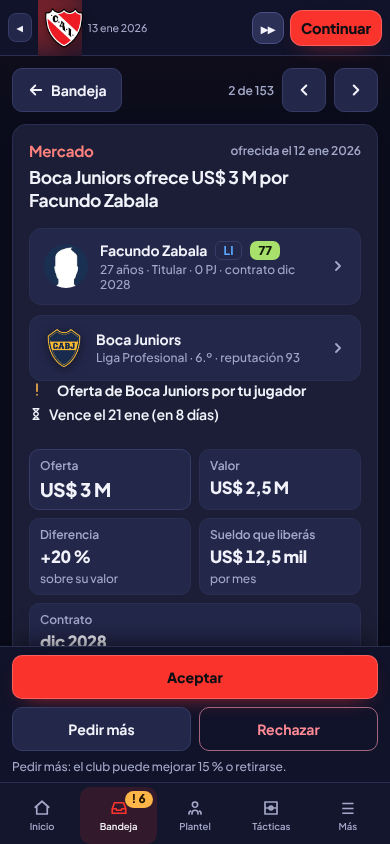 13 ene 2026
Continuar
Bandeja
2 de 153
Mercado
ofrecida el 12 ene 2026
Boca Juniors ofrece US$ 3 M por
Facundo Zabala
Facundo Zabala LI 77
27 años · Titular · 0 PJ · contrato dic
2028
Boca Juniors
Liga Profesional · 6.º · reputación 93
! Oferta de Boca Juniors por tu jugador
Vence el 21 ene (en 8 días)
Oferta
US$ 3 M
Valor
US$ 2,5 M
Diferencia
+20 %
sobre su valor
Sueldo que liberás
US$ 12,5 mil
por mes
Contrato
dic 2028
Aceptar
Pedir más
Rechazar
Pedir más: el club puede mejorar 15 % o retirarse.
! 6
Inicio
Bandeja
Plantel
Tácticas
Más